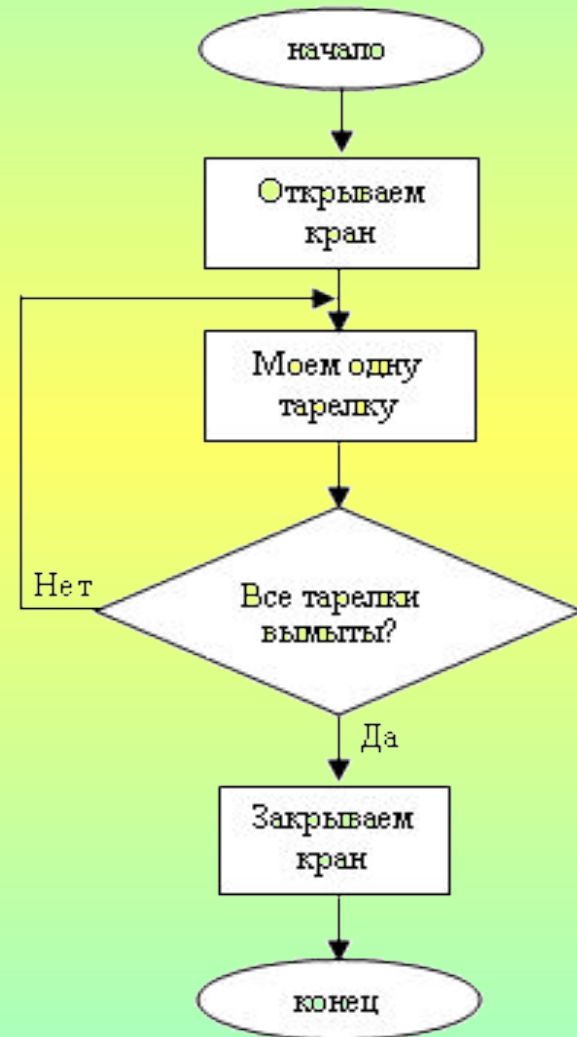 начало
Открываем
кран
Моем одну
тарелку
Нет
Все тарелки
вымыты?
Да
Закрываем
кран
конец